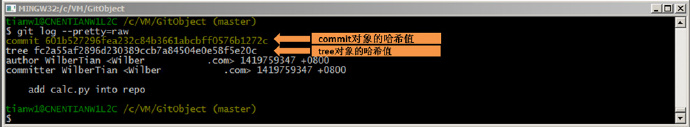 MINGW32:/c/VM/GitObject
tianwl@CNENTIANWL2C /c/VM/GitObject (master)
$ git log --pretty=raw
commit 601b527296fea232c84b3661abcbff0576b1272c commit对象的哈希值
tree fc2a55af2896d230389ccb7a84504e0e58f5e20c tree对象的哈希值
author WilberTian <Wilber .com> 1419759347 +0800
committer WilberTian <Wilber .com> 1419759347 +0800
add calc.py into repo
tianwl@CNENTIANWL2C /c/VM/GitObject (master)
$